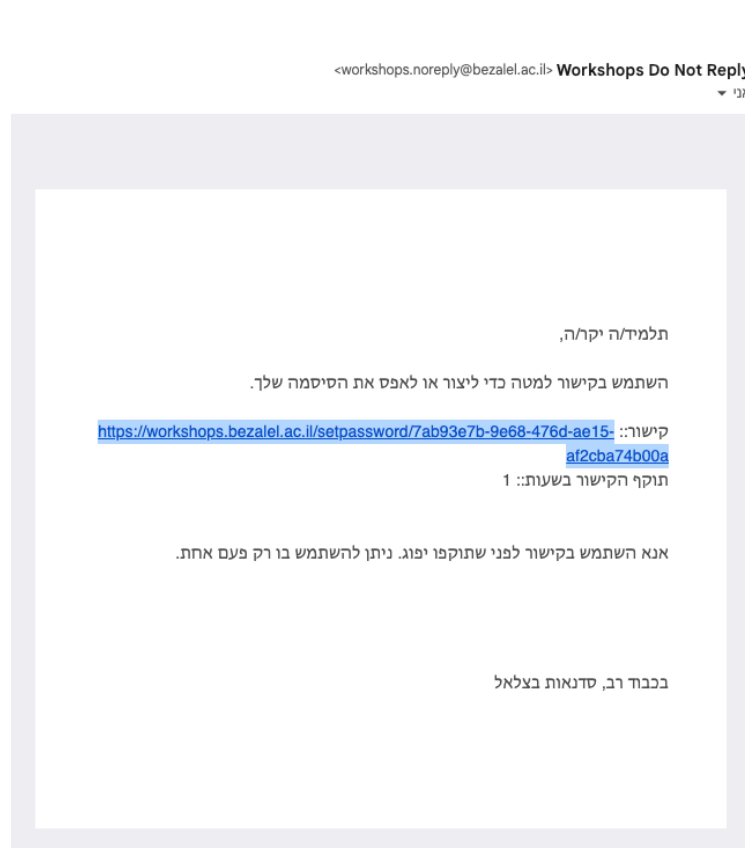 Workshops Do Not Reply <workshops.noreply@bezalel.ac.il>
תלמיד/ה יקר/ה,
השתמש בקישור למטה כדי ליצור או לאפס את הסיסמה שלך.
קישור:: https://workshops.bezalel.ac.il/setpassword/7ab93e7b-9e68-476d-ae15-
af2cba74b00a
תוקף הקישור בשעות:: 1
אנא השתמש בקישור לפני שתוקפו יפוג. ניתן להשתמש בו רק פעם אחת.
בכבוד רב, סדנאות בצלאל